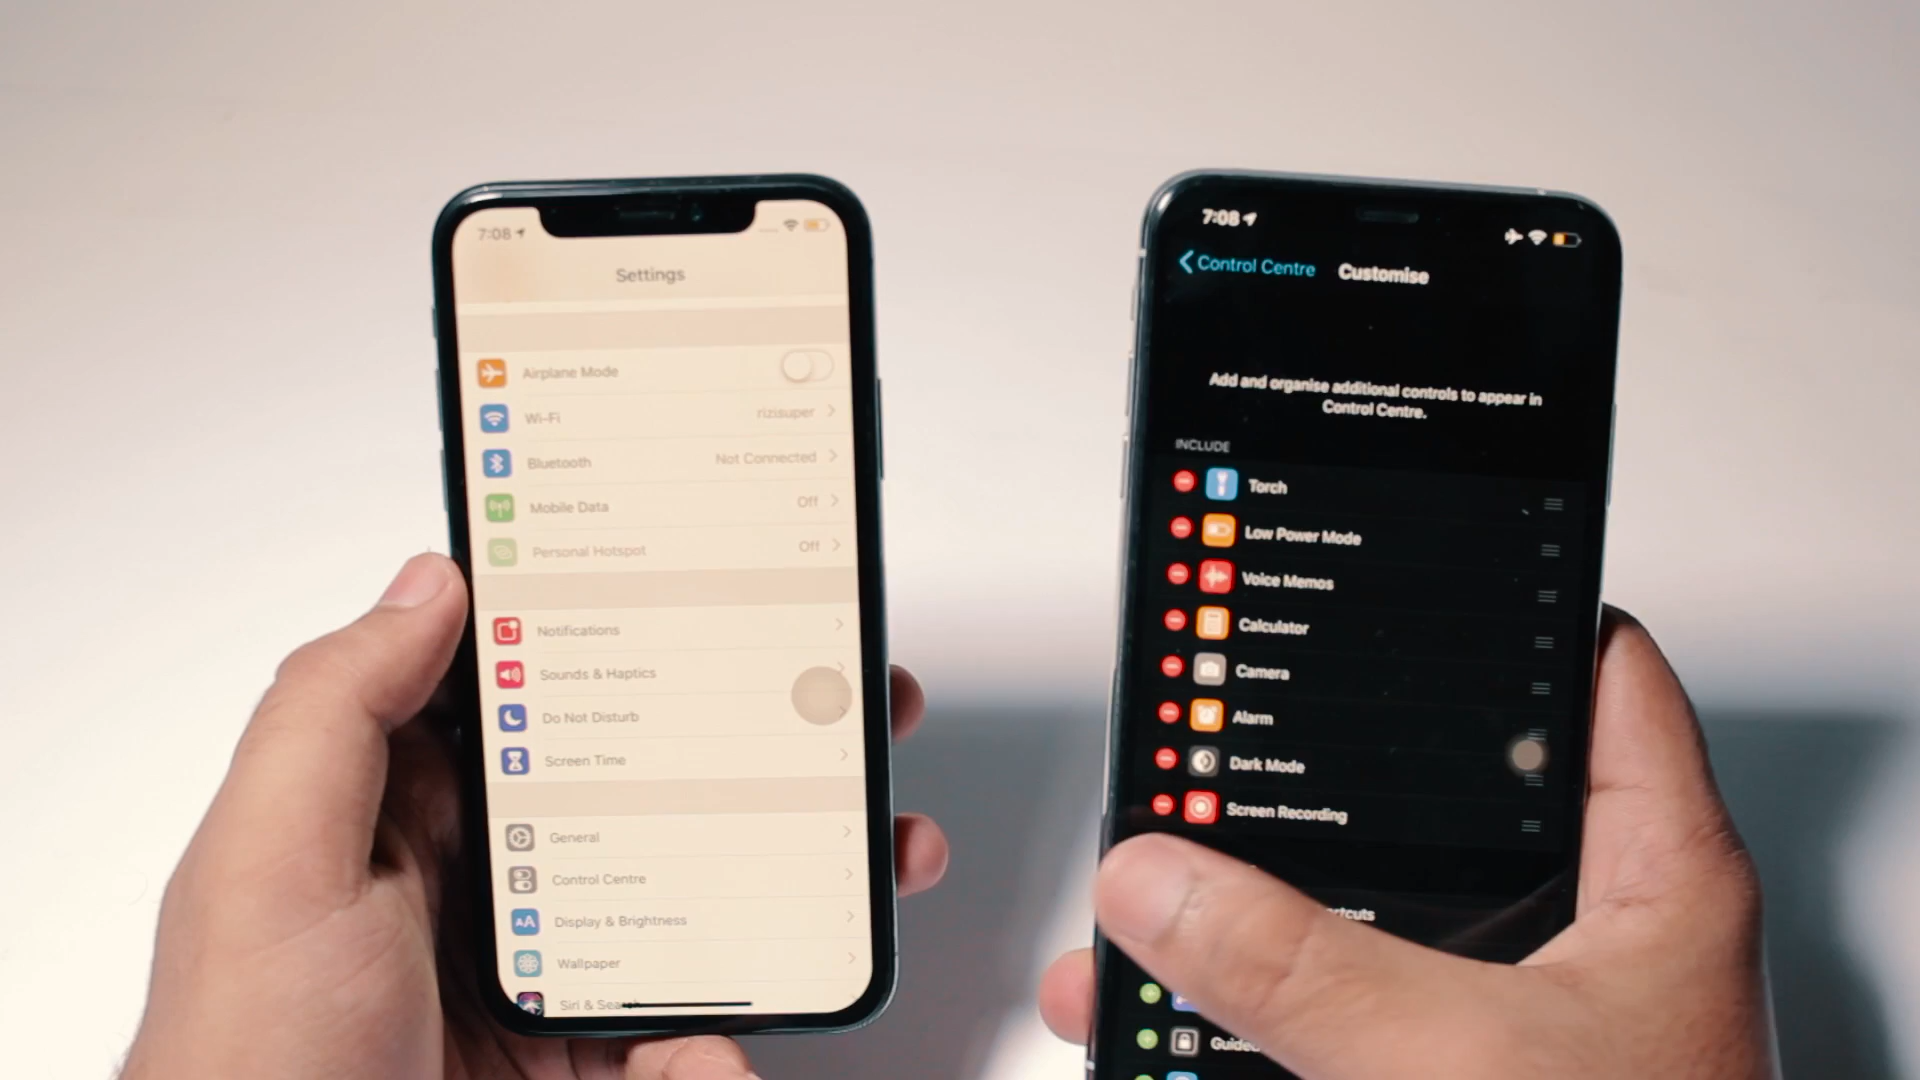 7:08
Settings
Airplane Mode
Wi-Fi rizisuper
Bluetooth Not Connected
Mobile Data Off
Personal Hotspot Off
Notifications
Sounds & Haptics
Do Not Disturb
Screen Time
General
Control Centre
AA Display & Brightness
Wallpaper
Siri &
7:08
Control Centre Customise
Add and organise additional controls to appear in
Control Centre.
INCLUDE
Torch
Low Power Mode
Voice Memos
Calculator
Camera
Alarm
Dark Mode
Screen Recording